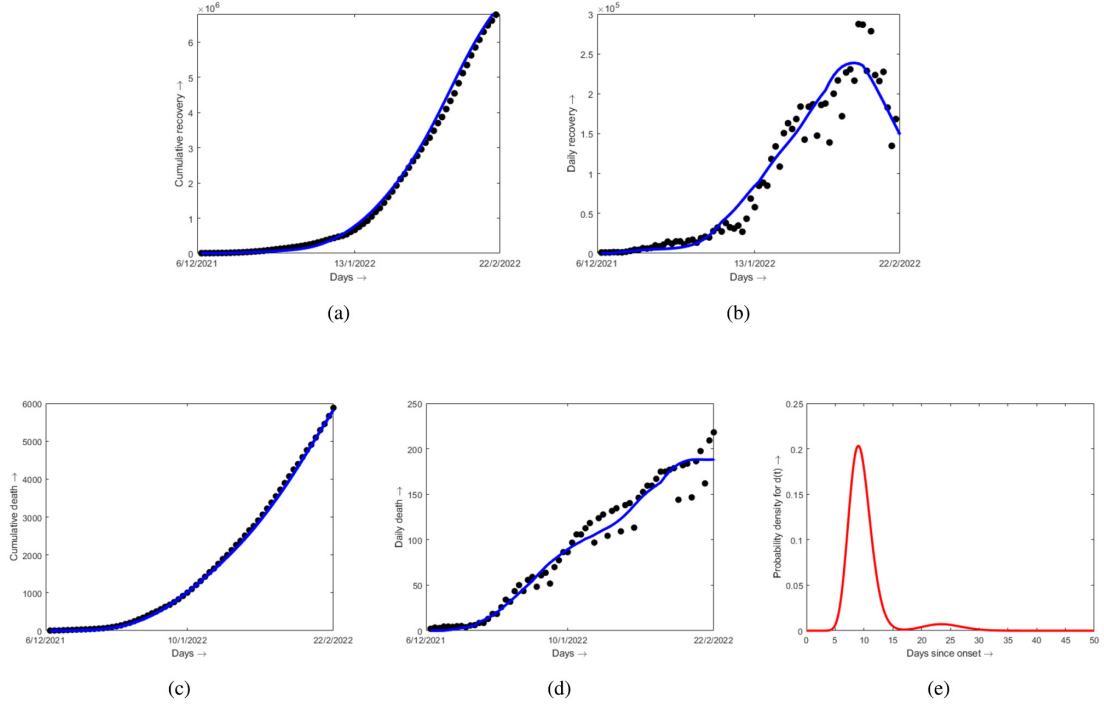 ×10⁶
6
5
4
3
2
1
0
Cumulative recovery →
6/12/2021
13/1/2022
22/2/2022
Days →
(a)
×10⁵
3
2.5
2
1.5
1
0.5
0
Daily recovery →
6/12/2021
13/1/2022
22/2/2022
Days →
(b)
6000
5000
4000
3000
2000
1000
0
Cumulative death →
6/12/2021
10/1/2022
22/2/2022
Days →
(c)
250
200
150
100
50
0
Daily death →
6/12/2021
10/1/2022
22/2/2022
Days →
(d)
0.25
0.2
0.15
0.1
0.05
0
Probability density for d(t) →
0 5 10 15 20 25 30 35 40 45 50
Days since onset →
(e)